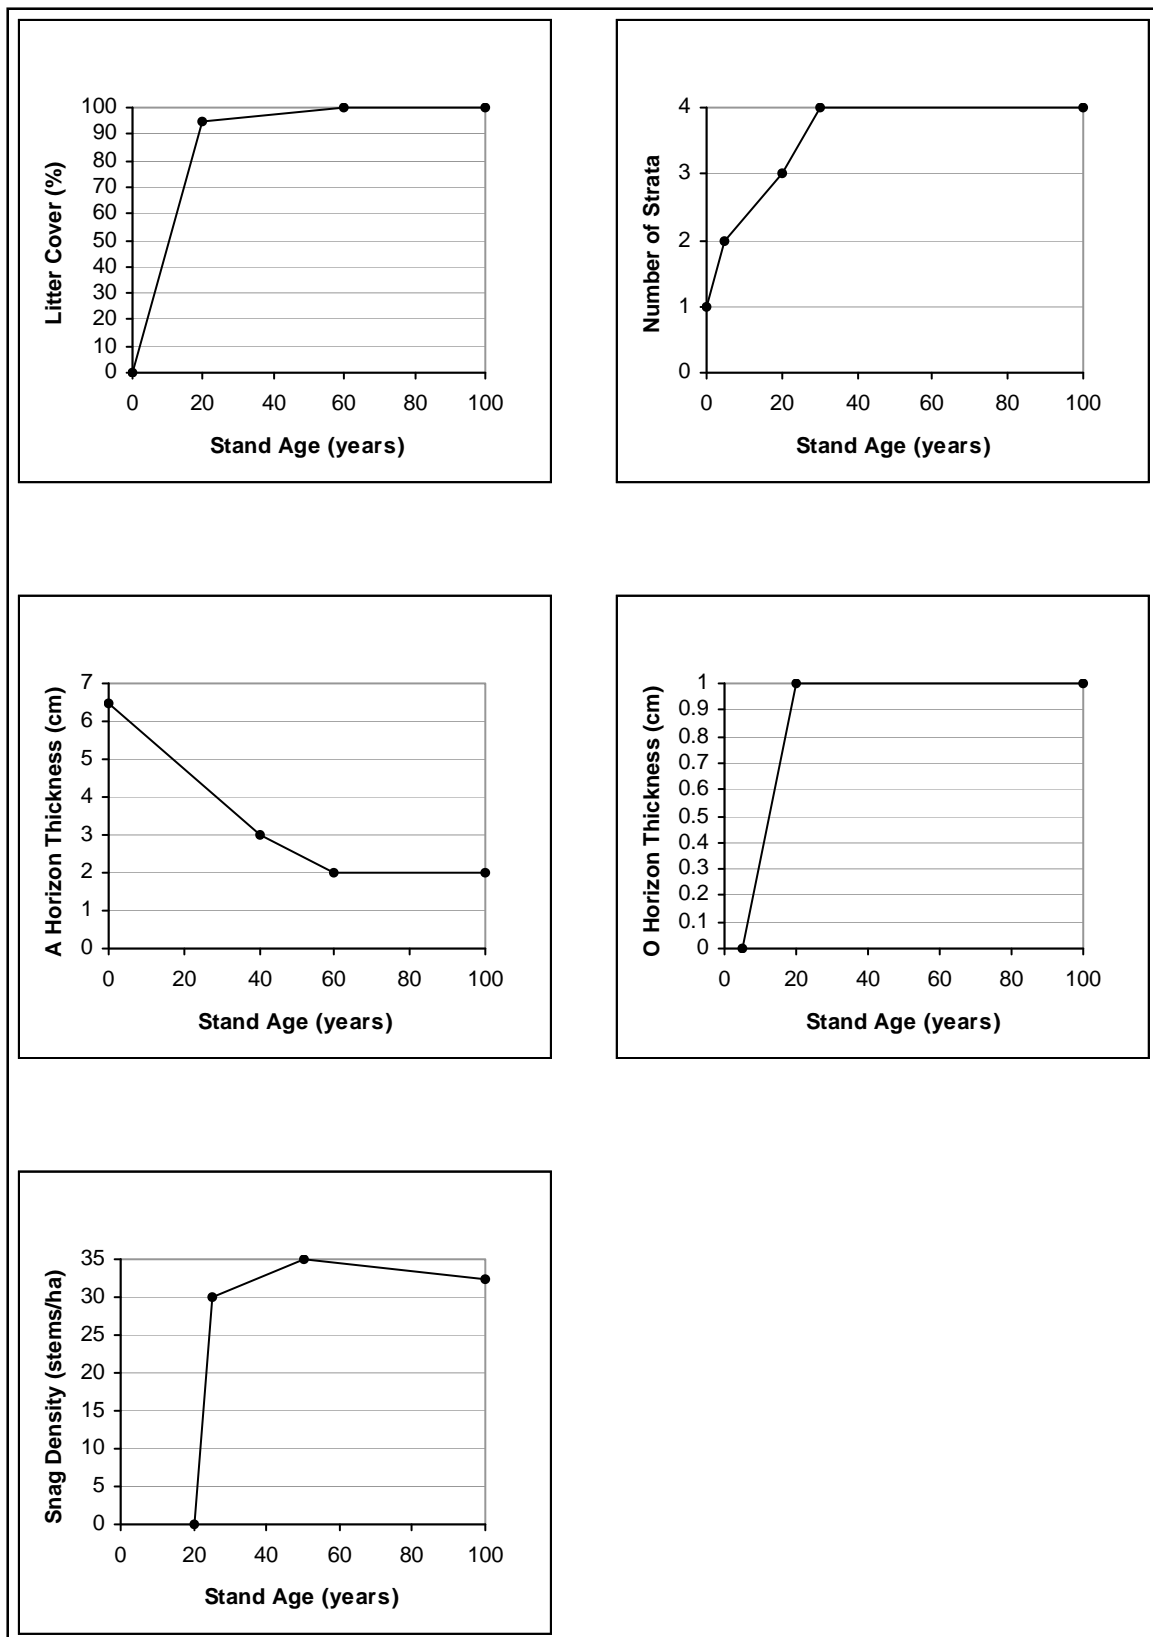 Litter Cover (%)
100
90
80
70
60
50
40
30
20
10
0
0 20 40 60 80 100
Stand Age (years)
Number of Strata
4
3
2
1
0
0 20 40 60 80 100
Stand Age (years)
A Horizon Thickness (cm)
7
6
5
4
3
2
1
0
0 20 40 60 80 100
Stand Age (years)
O Horizon Thickness (cm)
1
0.9
0.8
0.7
0.6
0.5
0.4
0.3
0.2
0.1
0
0 20 40 60 80 100
Stand Age (years)
Snag Density (stems/ha)
35
30
25
20
15
10
5
0
0 20 40 60 80 100
Stand Age (years)